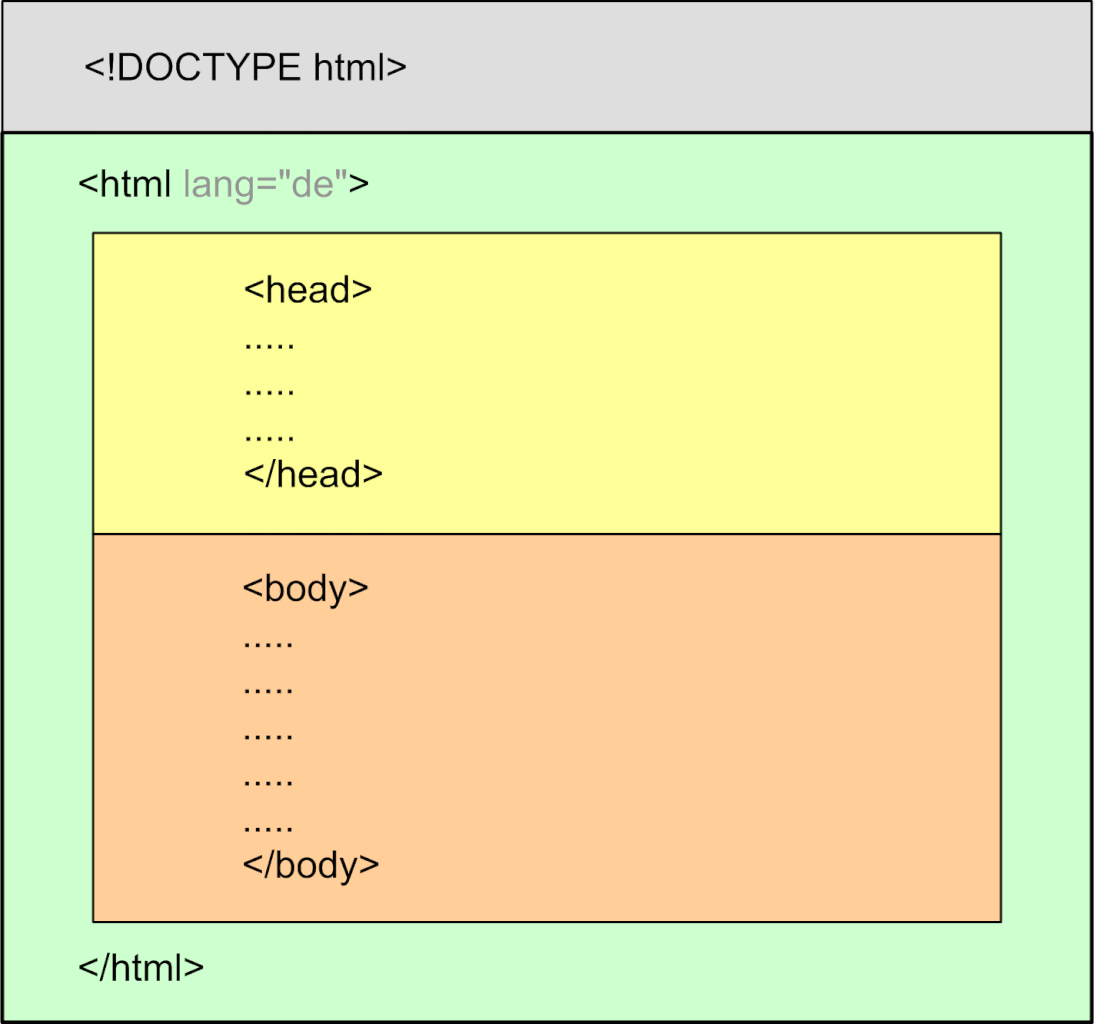 <!DOCTYPE html>
<html lang="de">
<head>
.....
.....
.....
</head>
<body>
.....
.....
.....
.....
.....
</body>
</html>